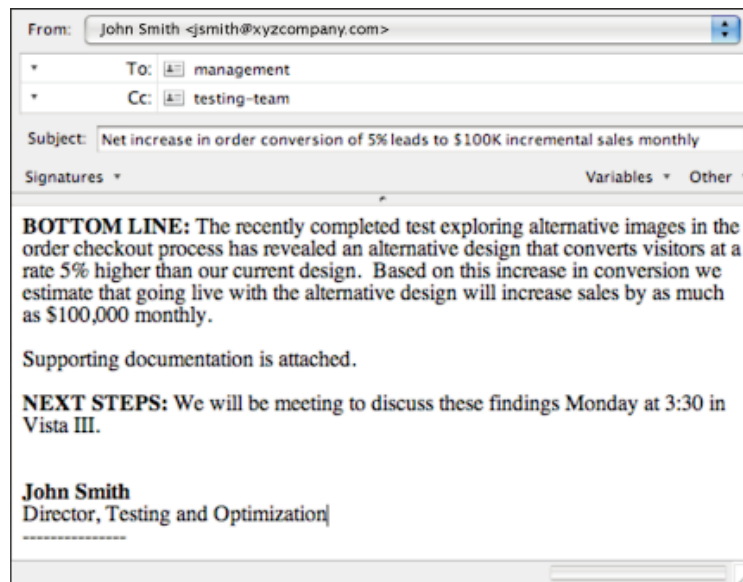 From: John Smith <jsmith@xyzcompany.com>
To: management
Cc: testing-team
Subject: Net increase in order conversion of 5% leads to $100K incremental sales monthly
Signatures Variables Other
BOTTOM LINE: The recently completed test exploring alternative images in the
order checkout process has revealed an alternative design that converts visitors at a
rate 5% higher than our current design. Based on this increase in conversion we
estimate that going live with the alternative design will increase sales by as much
as $100,000 monthly.
Supporting documentation is attached.
NEXT STEPS: We will be meeting to discuss these findings Monday at 3:30 in
Vista III.
John Smith
Director, Testing and Optimization
---------------